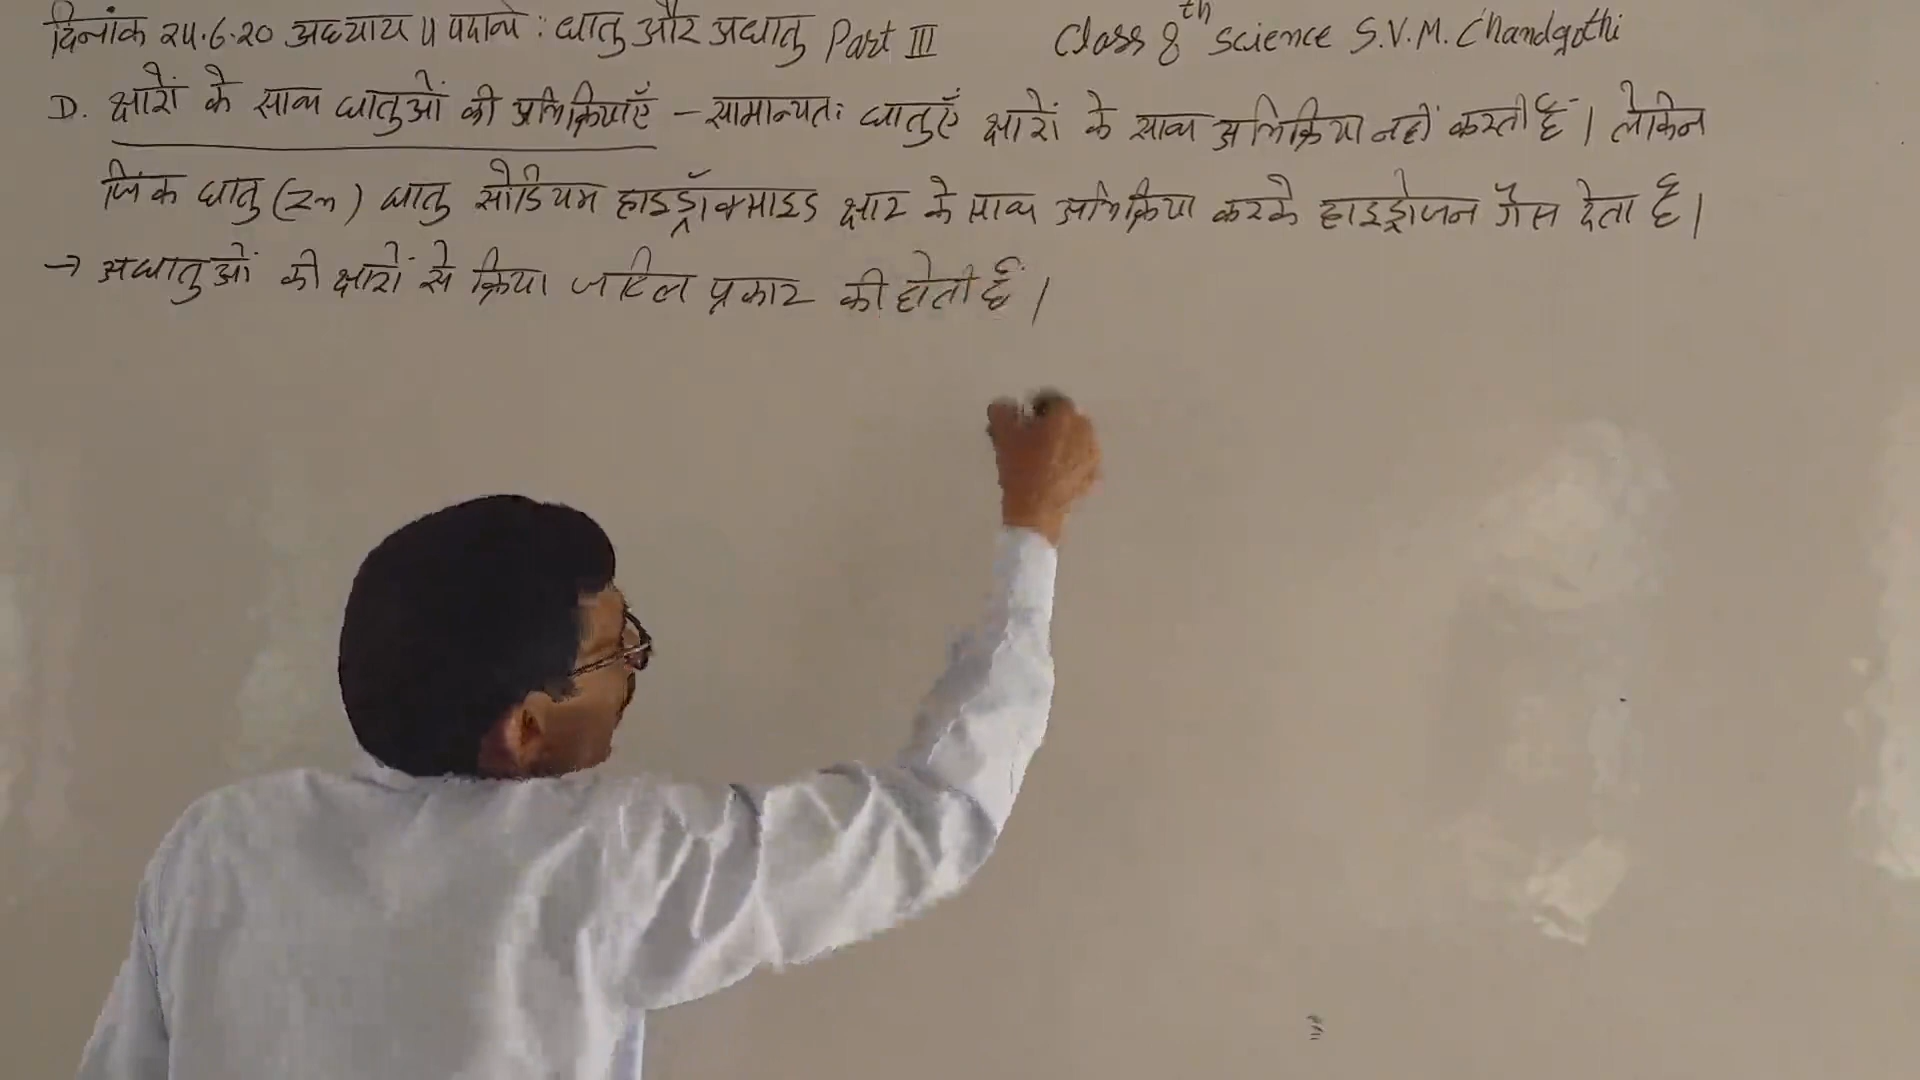 दिनांक 24.6.20 अध्याय 4 पदार्थ : धातु और अधातु Part III Class 8th Science S.V.M. Chandgothi
D. क्षारों के साथ धातुओं की अभिक्रियाएँ – सामान्यतः धातुएँ क्षारों के साथ अभिक्रिया नहीं करती हैं। लेकिन
जिंक धातु (Zn) धातु सोडियम हाइड्रॉक्साइड क्षार के साथ अभिक्रिया करके हाइड्रोजन गैस देता है।
→ अधातुओं की क्षारों से क्रिया जटिल प्रकार की होती है।